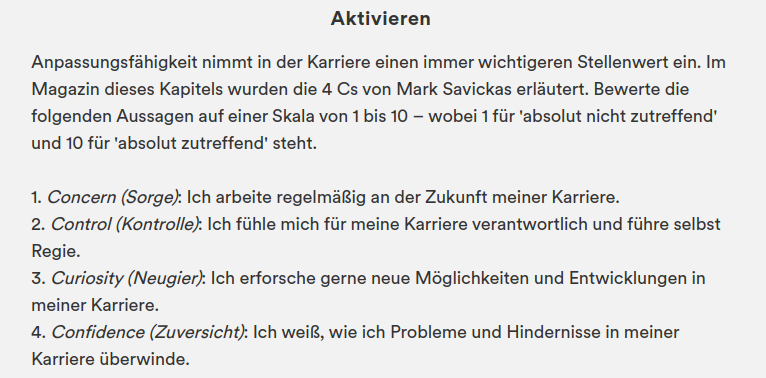 Aktivieren
Anpassungsfähigkeit nimmt in der Karriere einen immer wichtigeren Stellenwert ein. Im
Magazin dieses Kapitels wurden die 4 Cs von Mark Savickas erläutert. Bewerte die
folgenden Aussagen auf einer Skala von 1 bis 10 – wobei 1 für 'absolut nicht zutreffend'
und 10 für 'absolut zutreffend' steht.
1. Concern (Sorge): Ich arbeite regelmäßig an der Zukunft meiner Karriere.
2. Control (Kontrolle): Ich fühle mich für meine Karriere verantwortlich und führe selbst
Regie.
3. Curiosity (Neugier): Ich erforsche gerne neue Möglichkeiten und Entwicklungen in
meiner Karriere.
4. Confidence (Zuversicht): Ich weiß, wie ich Probleme und Hindernisse in meiner
Karriere überwinde.